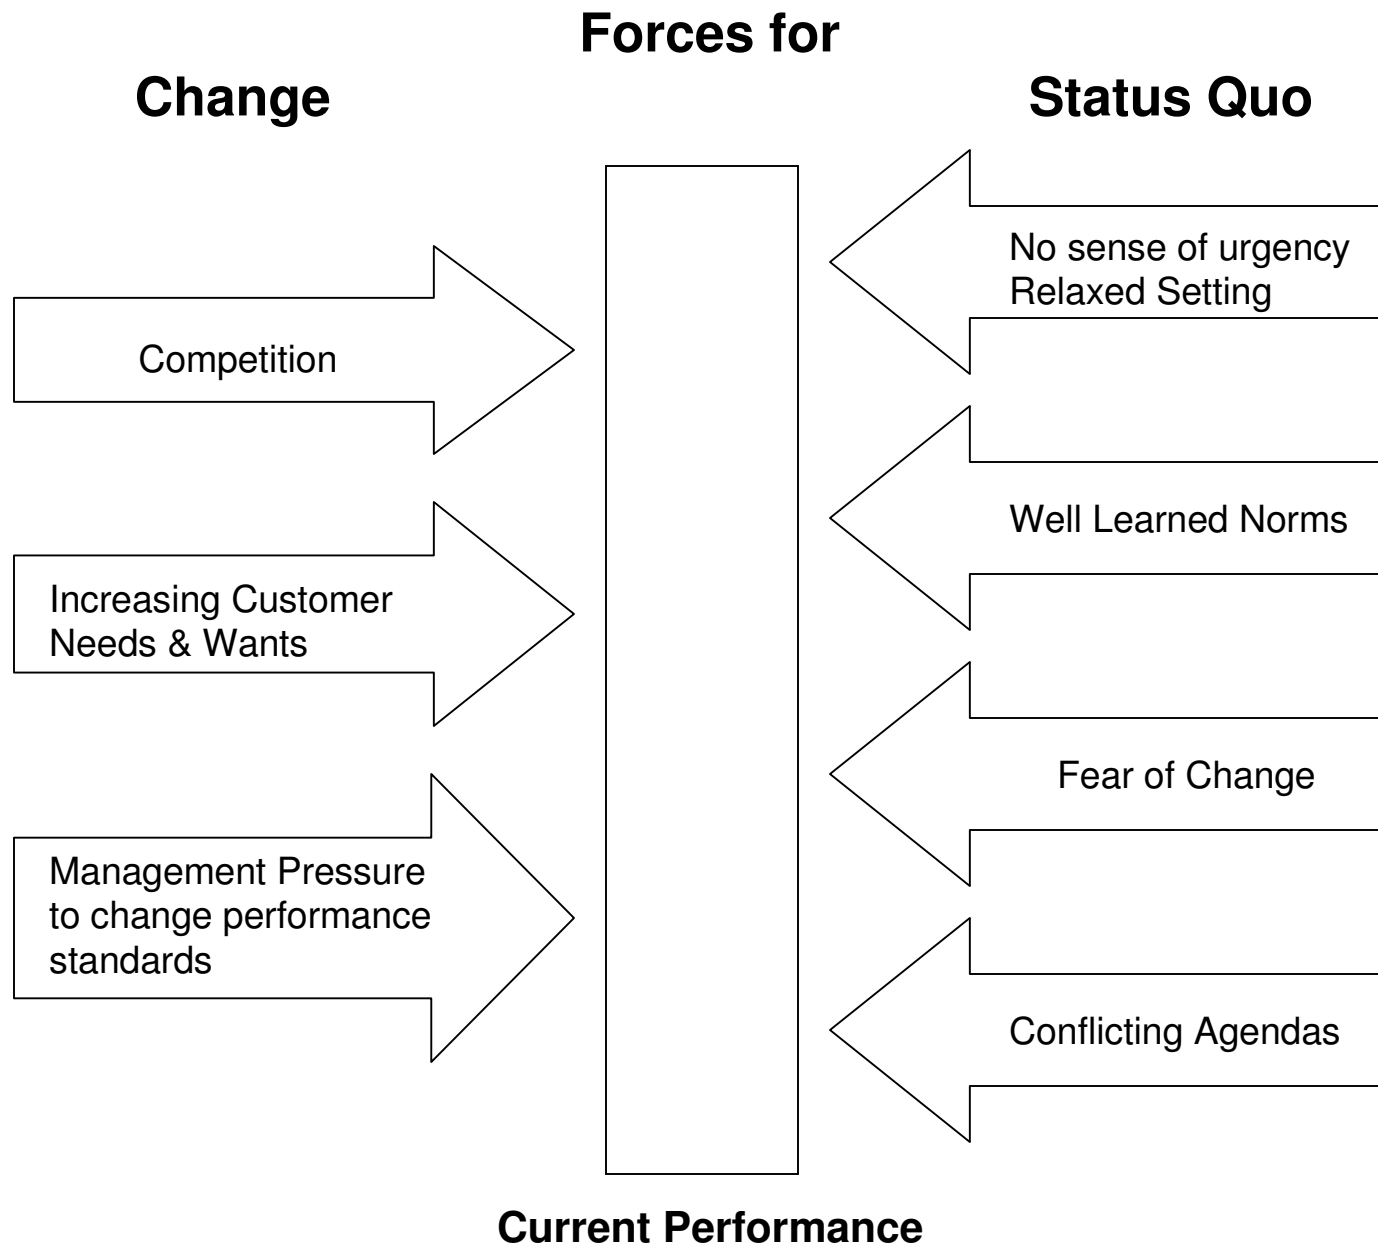 Forces for
Change
Status Quo
Competition
Increasing Customer
Needs & Wants
Management Pressure
to change performance
standards
No sense of urgency
Relaxed Setting
Well Learned Norms
Fear of Change
Conflicting Agendas
Current Performance